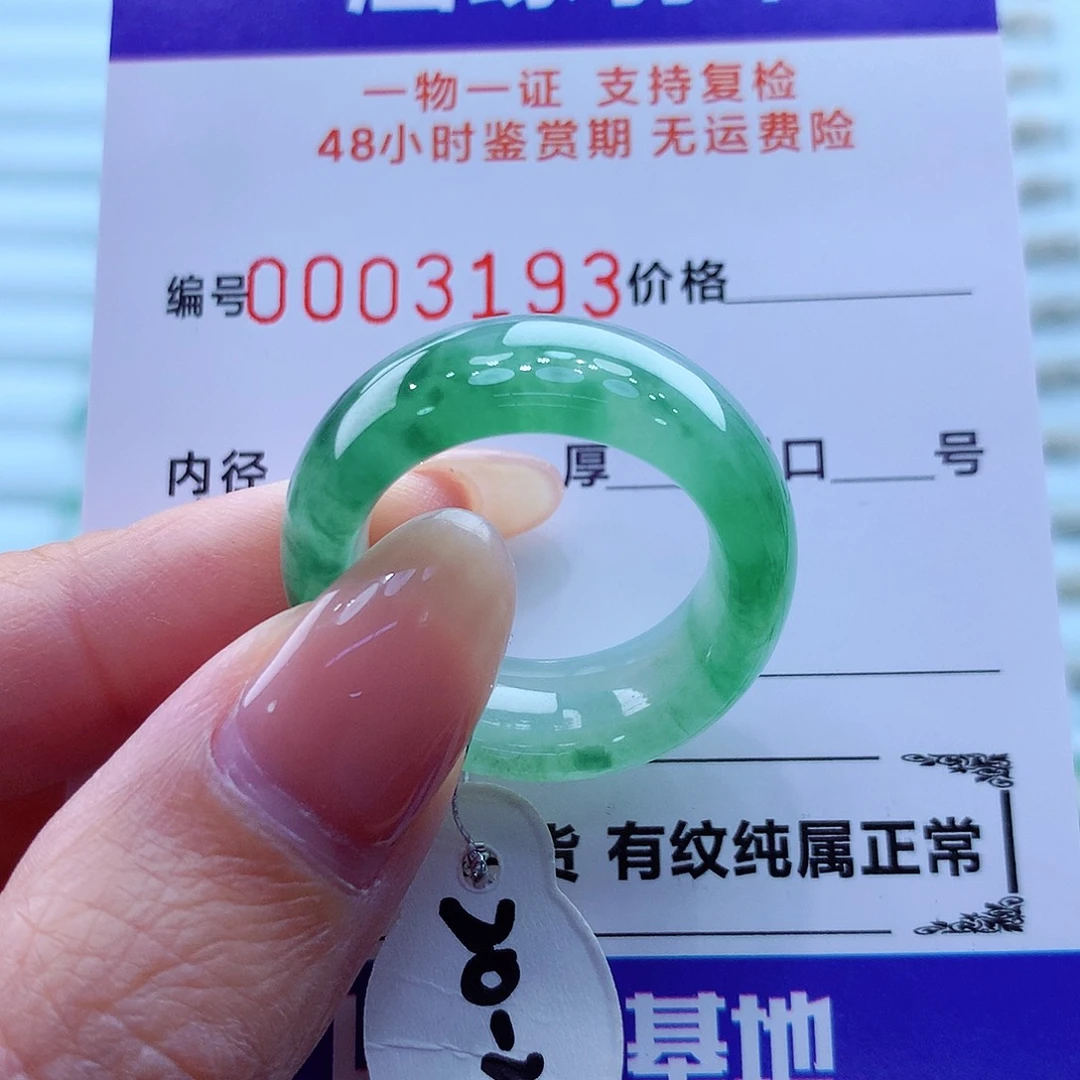 一物一证 支持复检
48小时鉴赏期 无运费险
编号0003193价格
内径 厚 口 号
货 有纹纯属正常
基地